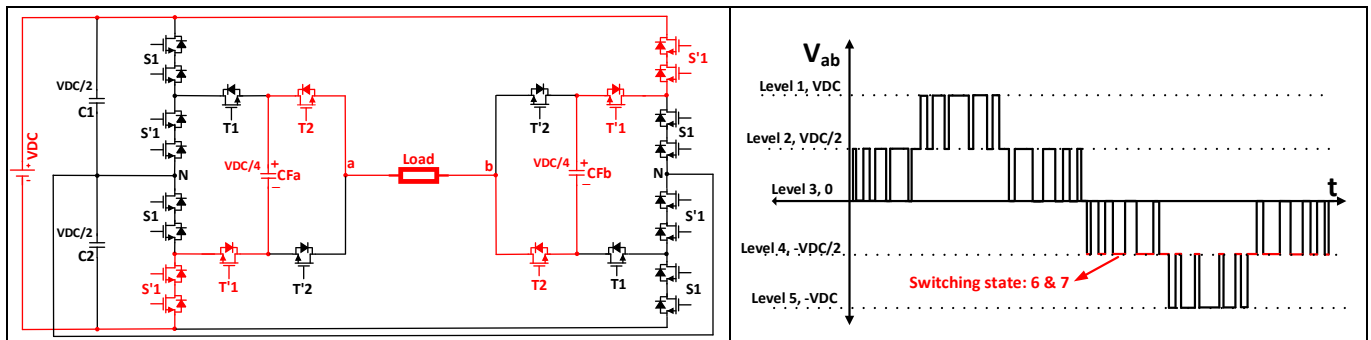 VDC
+
-
VDC/2
C1
VDC/2
C2
S1
S'1
N
S1
S'1
T1
T2
VDC/4
+
CFa
−
T'1
T'2
a
Load
b
T'2
T'1
VDC/4
+
CFb
−
T2
T1
S'1
S1
N
S'1
S1
Vab
Level 1, VDC
Level 2, VDC/2
Level 3, 0
t
Level 4, -VDC/2
Switching state: 6 & 7
Level 5, -VDC